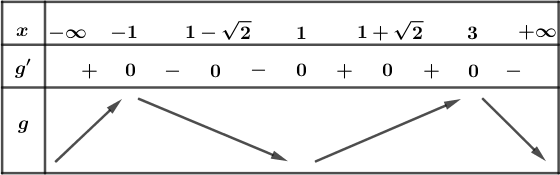 x −∞ −1 1 − √2 1 1 + √2 3 +∞
g′ + 0 − 0 − 0 + 0 + 0 −
g